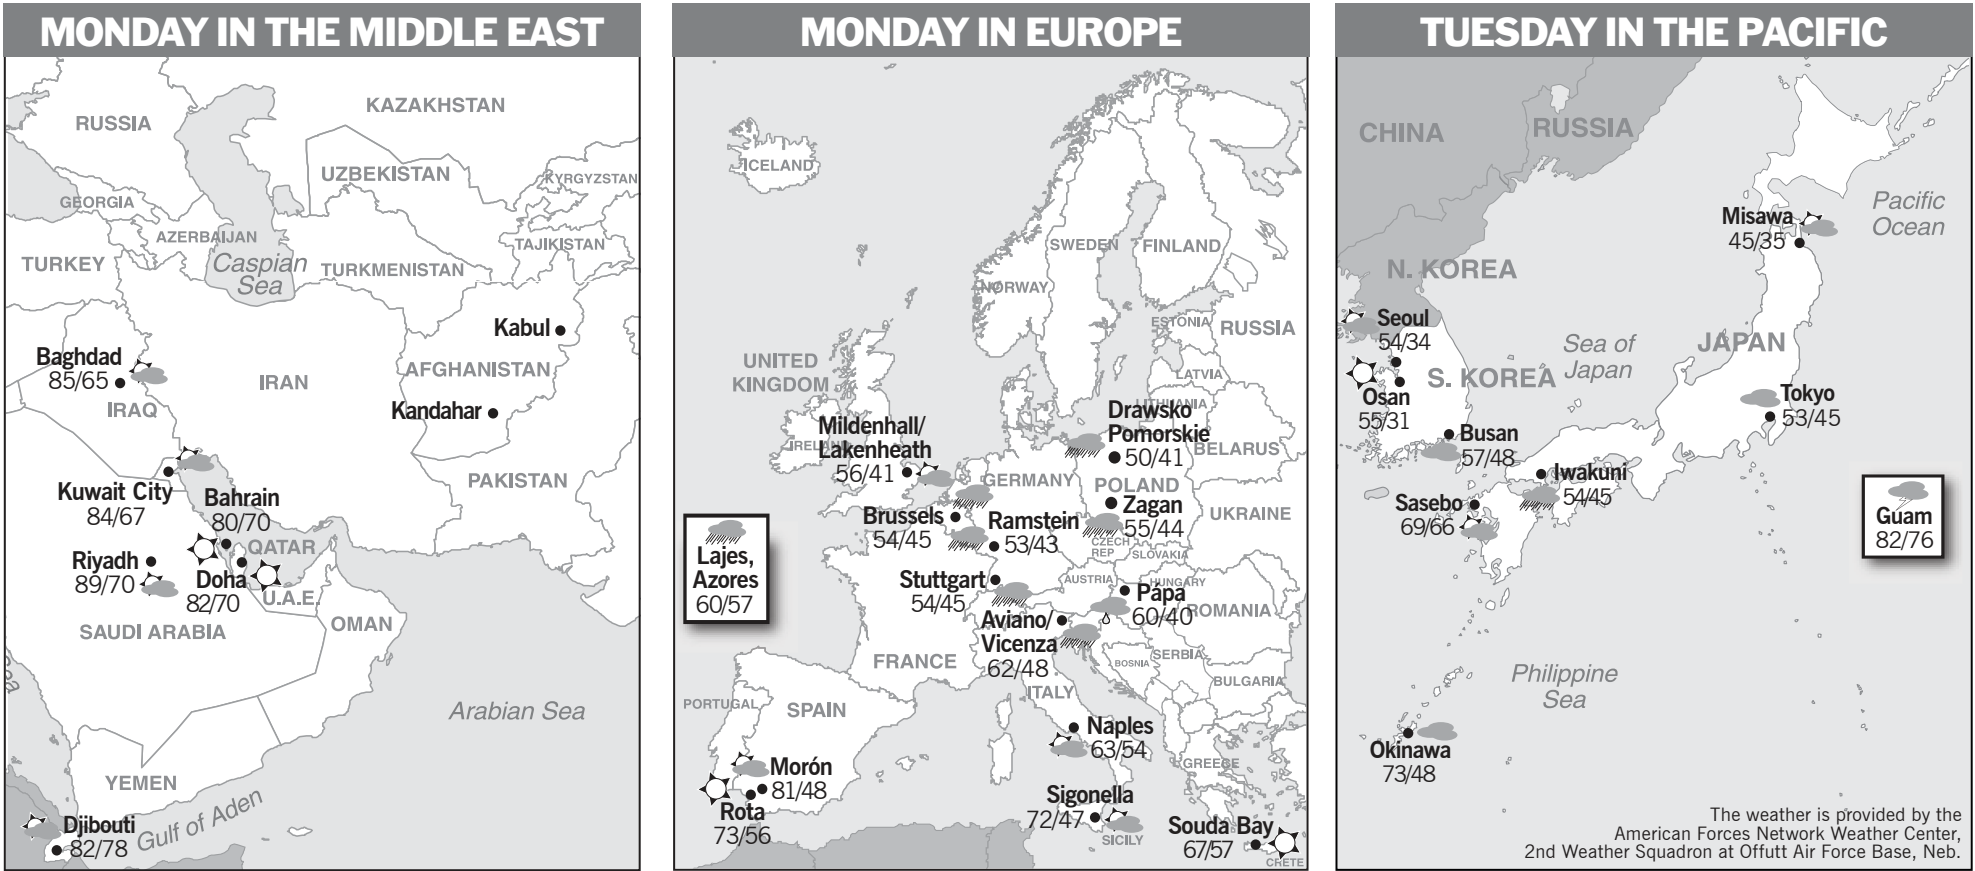 MONDAY IN THE MIDDLE EAST
KAZAKHSTAN
RUSSIA
UZBEKISTAN
KYRGYZSTAN
GEORGIA
AZERBAIJAN
TAJIKISTAN
TURKEY
Caspian
Sea
TURKMENISTAN
Kabul
Baghdad
85/65
AFGHANISTAN
IRAN
IRAQ
Kandahar
PAKISTAN
Kuwait City
84/67
Bahrain
80/70
QATAR
Riyadh
89/70
Doha
82/70
U.A.E.
SAUDI ARABIA
OMAN
Arabian Sea
YEMEN
Gulf of Aden
Djibouti
82/78
MONDAY IN EUROPE
ICELAND
SWEDEN
FINLAND
NORWAY
ESTONIA
RUSSIA
UNITED
KINGDOM
LATVIA
LITHUANIA
Drawsko
Pomorskie
50/41
Mildenhall/
Lakenheath
56/41
IRELAND
BELARUS
GERMANY
POLAND
Zagan
55/44
UKRAINE
Brussels
54/45
Ramstein
53/43
CZECH
REP
SLOVAKIA
Lajes,
Azores
60/57
Stuttgart
54/45
AUSTRIA
HUNGARY
Pápa
60/40
ROMANIA
Aviano/
Vicenza
62/48
FRANCE
BOSNIA
SERBIA
BULGARIA
ITALY
PORTUGAL
SPAIN
Naples
63/54
Morón
81/48
GREECE
Rota
73/56
Sigonella
72/47
SICILY
Souda Bay
67/57
CRETE
TUESDAY IN THE PACIFIC
CHINA
RUSSIA
Pacific
Ocean
Misawa
45/35
N. KOREA
Seoul
54/34
Sea of
Japan
JAPAN
S. KOREA
Osan
55/31
Tokyo
53/45
Busan
57/48
Iwakuni
54/45
Sasebo
69/66
Guam
82/76
Philippine
Sea
Okinawa
73/48
The weather is provided by the
American Forces Network Weather Center,
2nd Weather Squadron at Offutt Air Force Base, Neb.